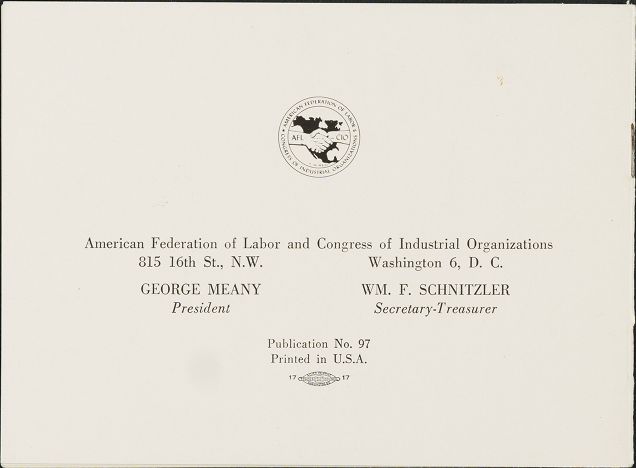 AMERICAN FEDERATION OF LABOR &
CONGRESS OF INDUSTRIAL ORGANIZATIONS
AFL CIO
American Federation of Labor and Congress of Industrial Organizations
815 16th St., N.W. Washington 6, D. C.
GEORGE MEANY WM. F. SCHNITZLER
President Secretary-Treasurer
Publication No. 97
Printed in U.S.A.
17 17